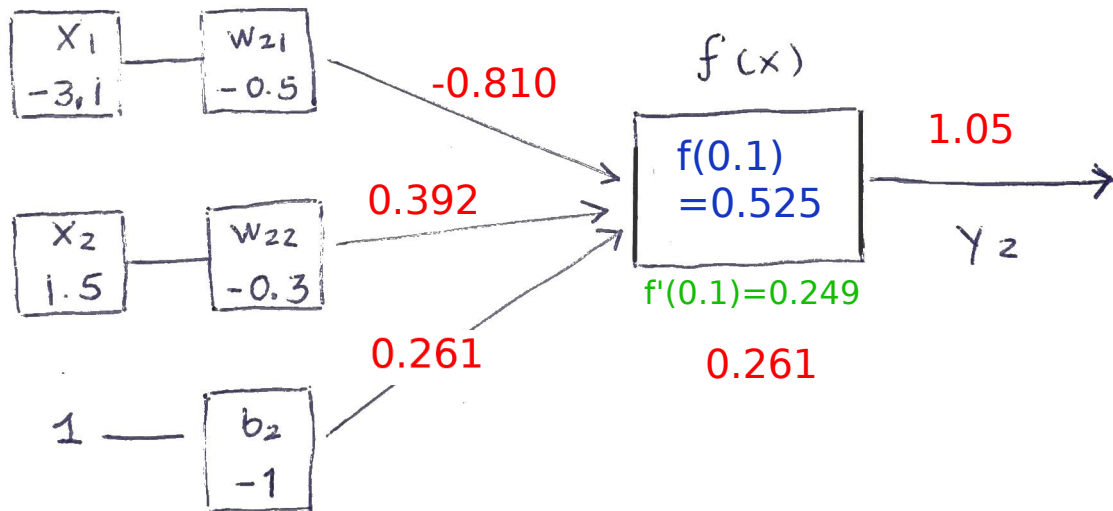 X1
-3.1
W21
-0.5
-0.810
f(x)
f(0.1)
=0.525
1.05
Y2
X2
1.5
W22
-0.3
0.392
f'(0.1)=0.249
0.261
0.261
1
b2
-1